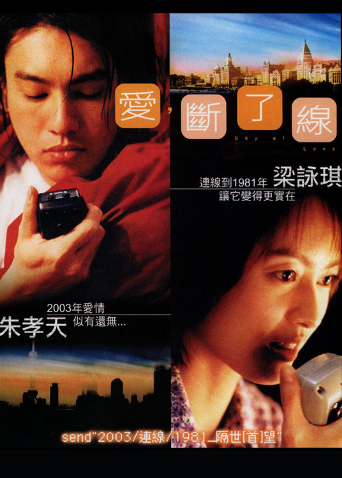 愛，斷了線
Sky of Love
連線到1981年 梁詠琪
讓它變得更實在
2003年愛情
朱孝天 似有還無...
send"2003/連線/1981_隔世[首]望"